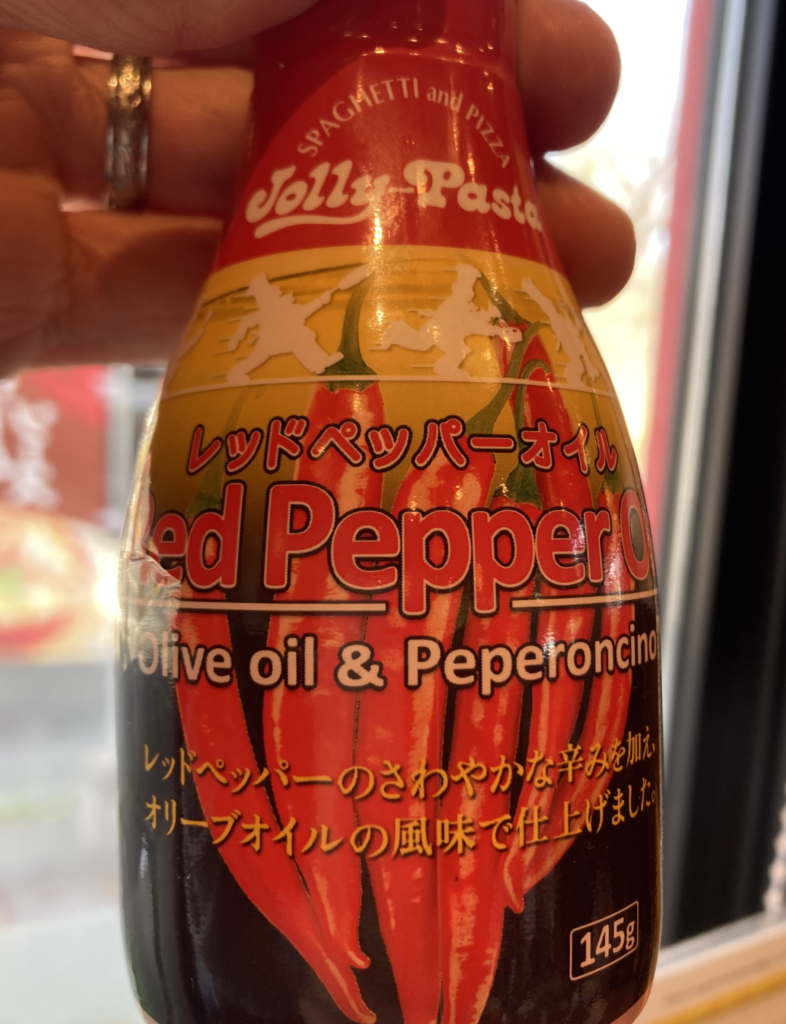 SPAGHETTI and PIZZA
Jolly-Pasta
レッドペッパーオイル
Red Pepper O
Olive oil & Peperoncino
レッドペッパーのさわやかな辛みを加え、
オリーブオイルの風味で仕上げました。
145g